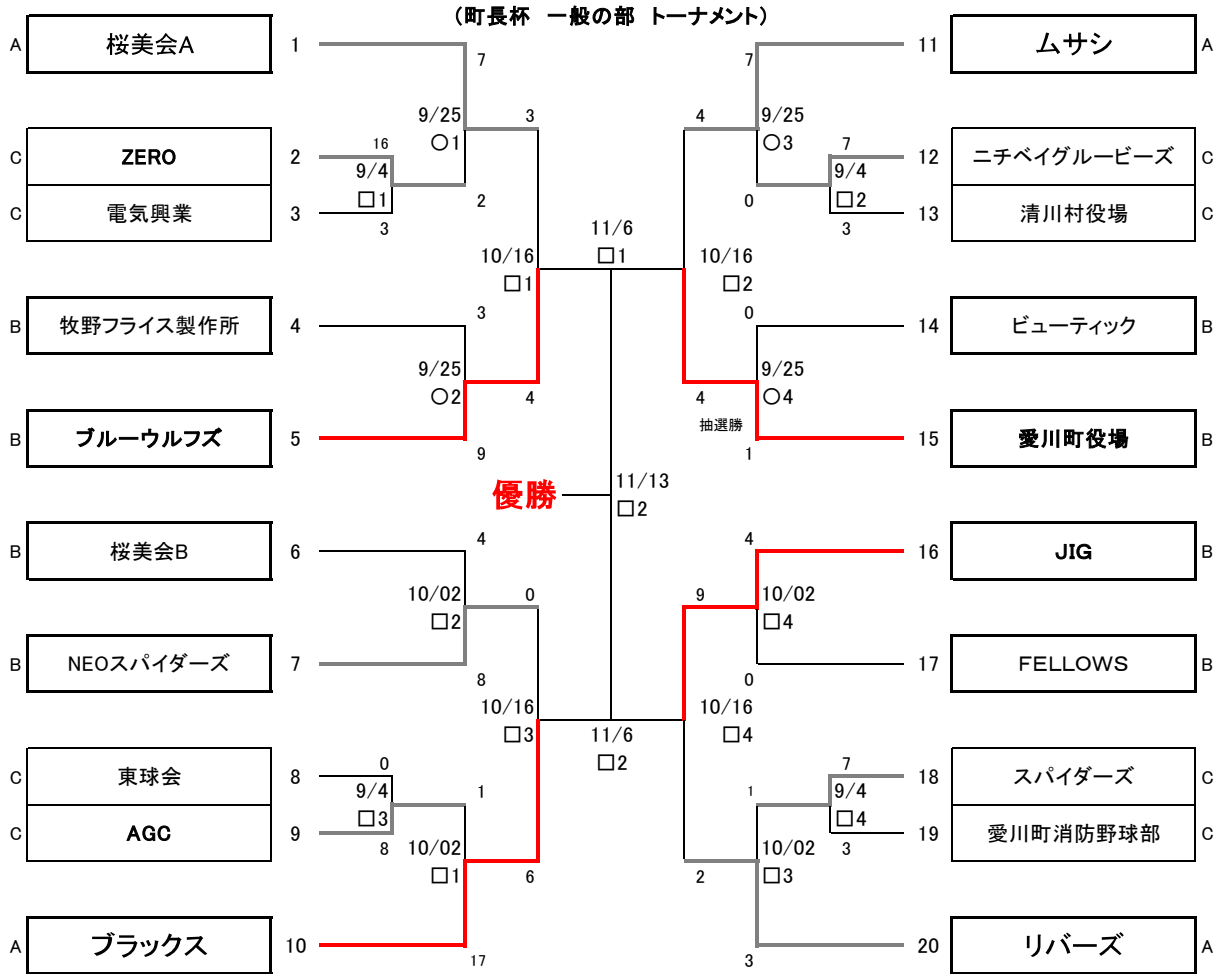 （町長杯　一般の部　トーナメント）
A 桜美会A 1 7 7 11 ムサシ A
9/25 3 4 9/25
○1 ○3
C ZERO 2 16 7 12 ニチベイグルービーズ C
9/4 9/4
□1 2 0 □2
C 電気興業 3 3 3 13 清川村役場 C
11/6
□1
10/16 10/16
□1 □2
B 牧野フライス製作所 4 3 0 14 ビューティック B
9/25 9/25
○2 4 4 ○4
抽選勝
B ブルーウルフズ 5 9 1 15 愛川町役場 B
優勝 11/13
□2
B 桜美会B 6 4 4 16 JIG B
10/02 0 9 10/02
□2 □4
B NEOスパイダーズ 7 8 0 17 FELLOWS B
10/16 10/16
□3 □4
11/6
□2
C 東球会 8 0 7 18 スパイダーズ C
9/4 1 1 9/4
□3 □4
C AGC 9 8 3 19 愛川町消防野球部 C
10/02 10/02
□1 6 2 □3
A ブラックス 10 17 3 20 リバーズ A